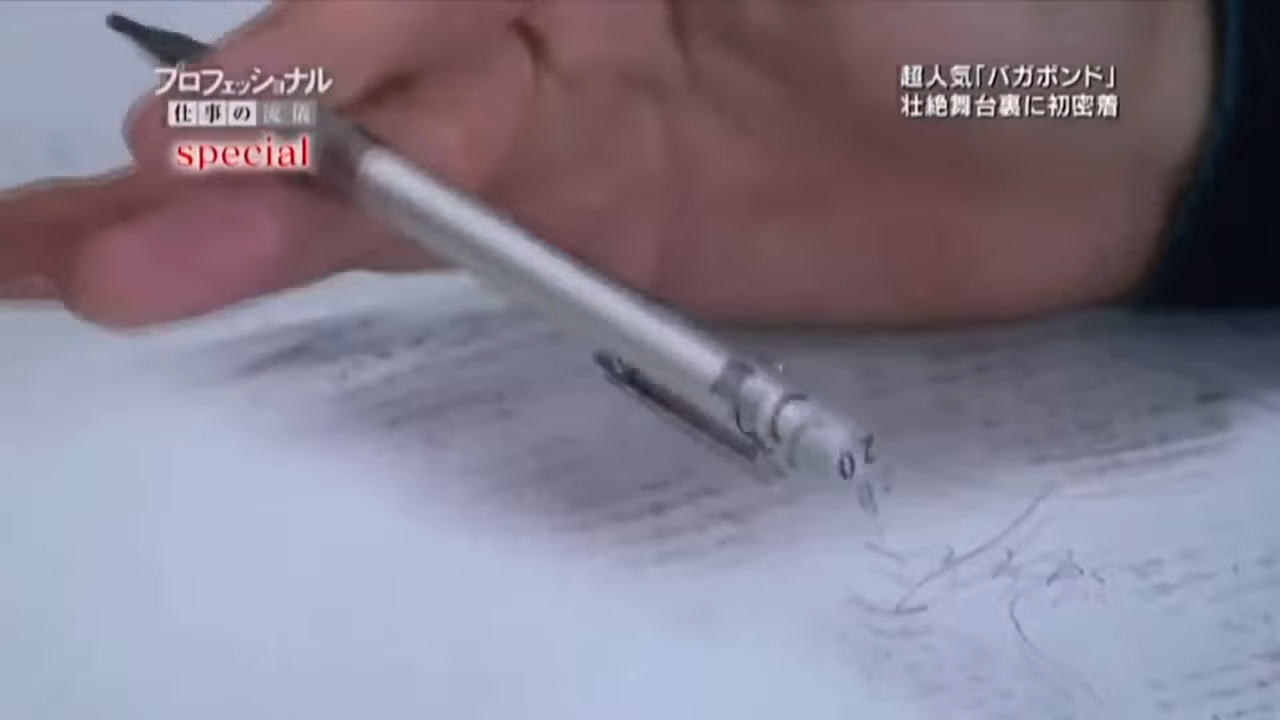 プロフェッショナル
仕事の流儀
special
超人気「バガボンド」
壮絶舞台裏に初密着